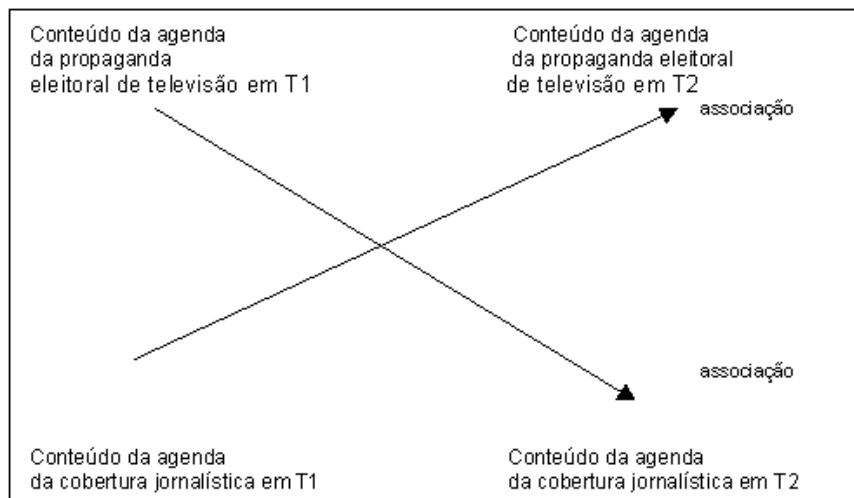 Conteúdo da agenda
da propaganda
eleitoral de televisão em T1
Conteúdo da agenda
da propaganda eleitoral
de televisão em T2
associação
associação
Conteúdo da agenda
da cobertura jornalística em T1
Conteúdo da agenda
da cobertura jornalística em T2